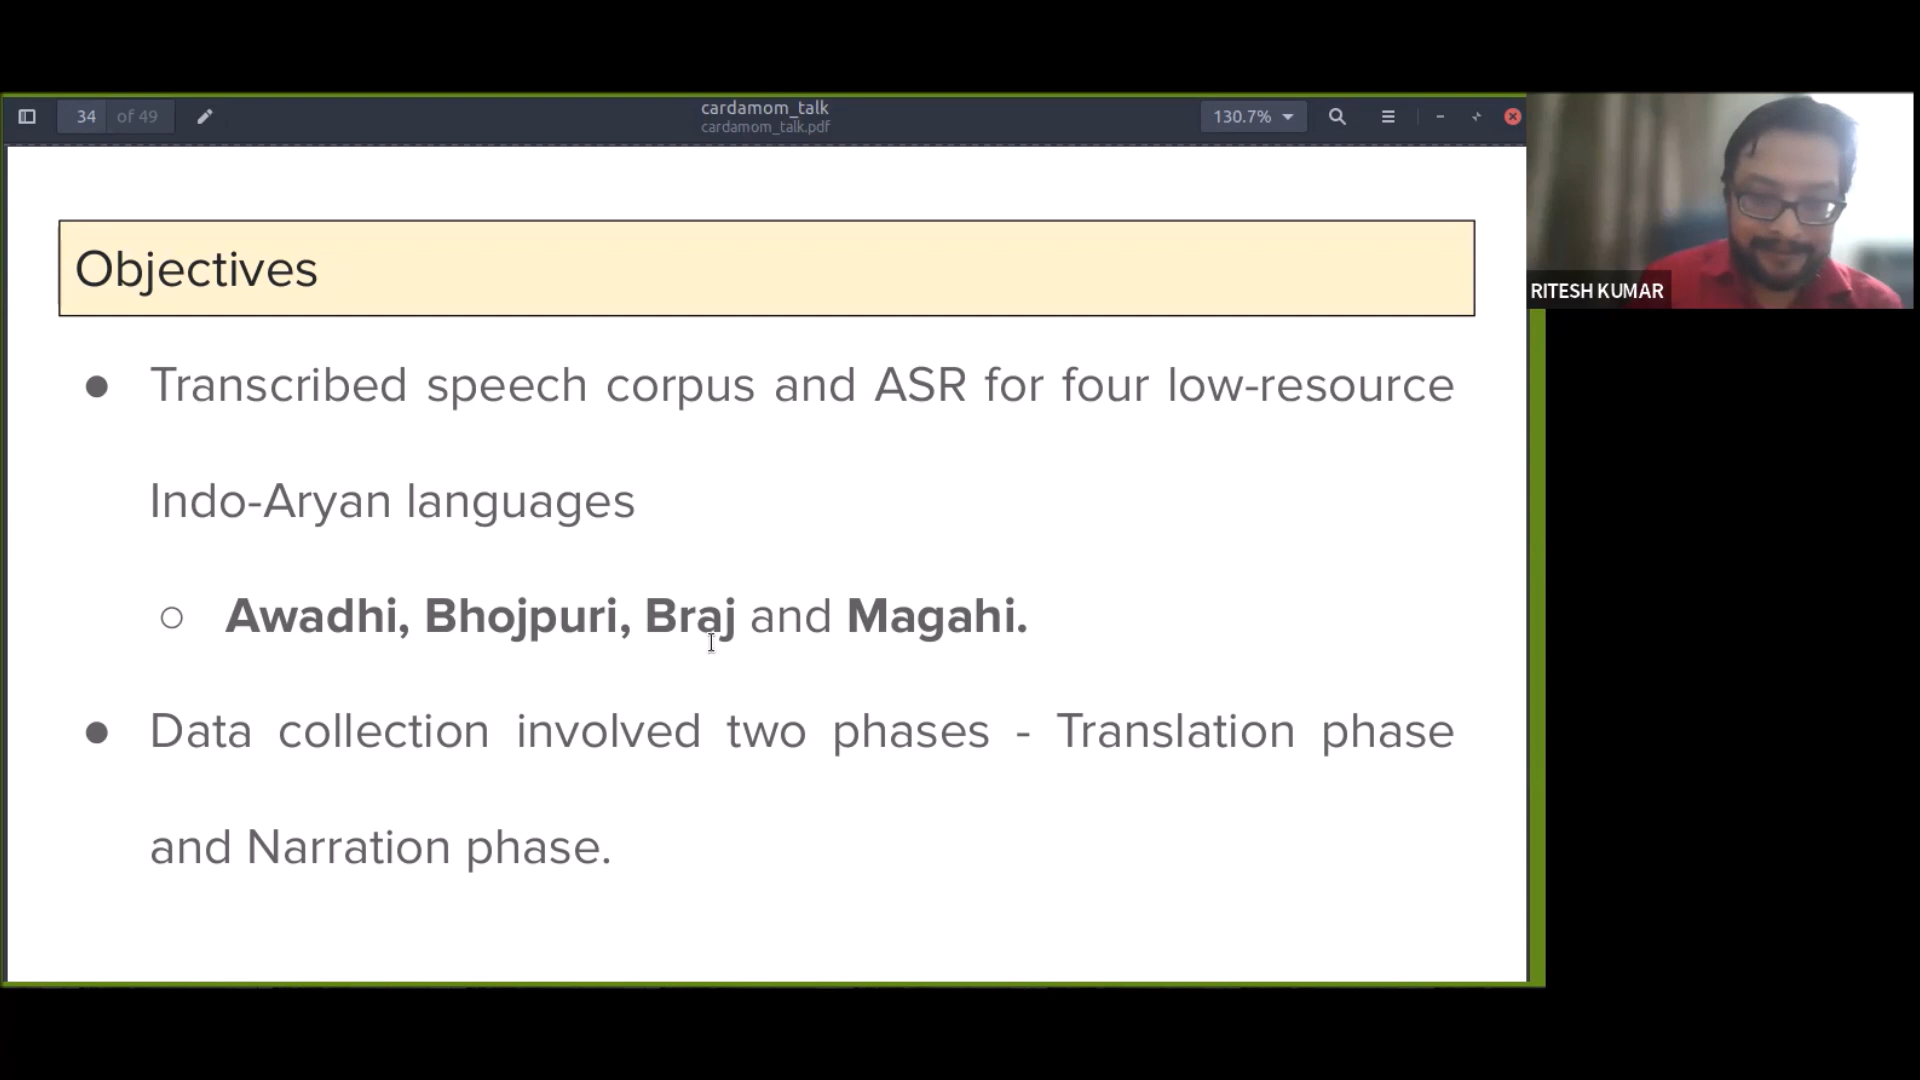 34 of 49
cardamom_talk
cardamom_talk.pdf
130.7%
RITESH KUMAR
Objectives
● Transcribed speech corpus and ASR for four low-resource
Indo-Aryan languages
○ Awadhi, Bhojpuri, Braj and Magahi.
● Data collection involved two phases - Translation phase
and Narration phase.